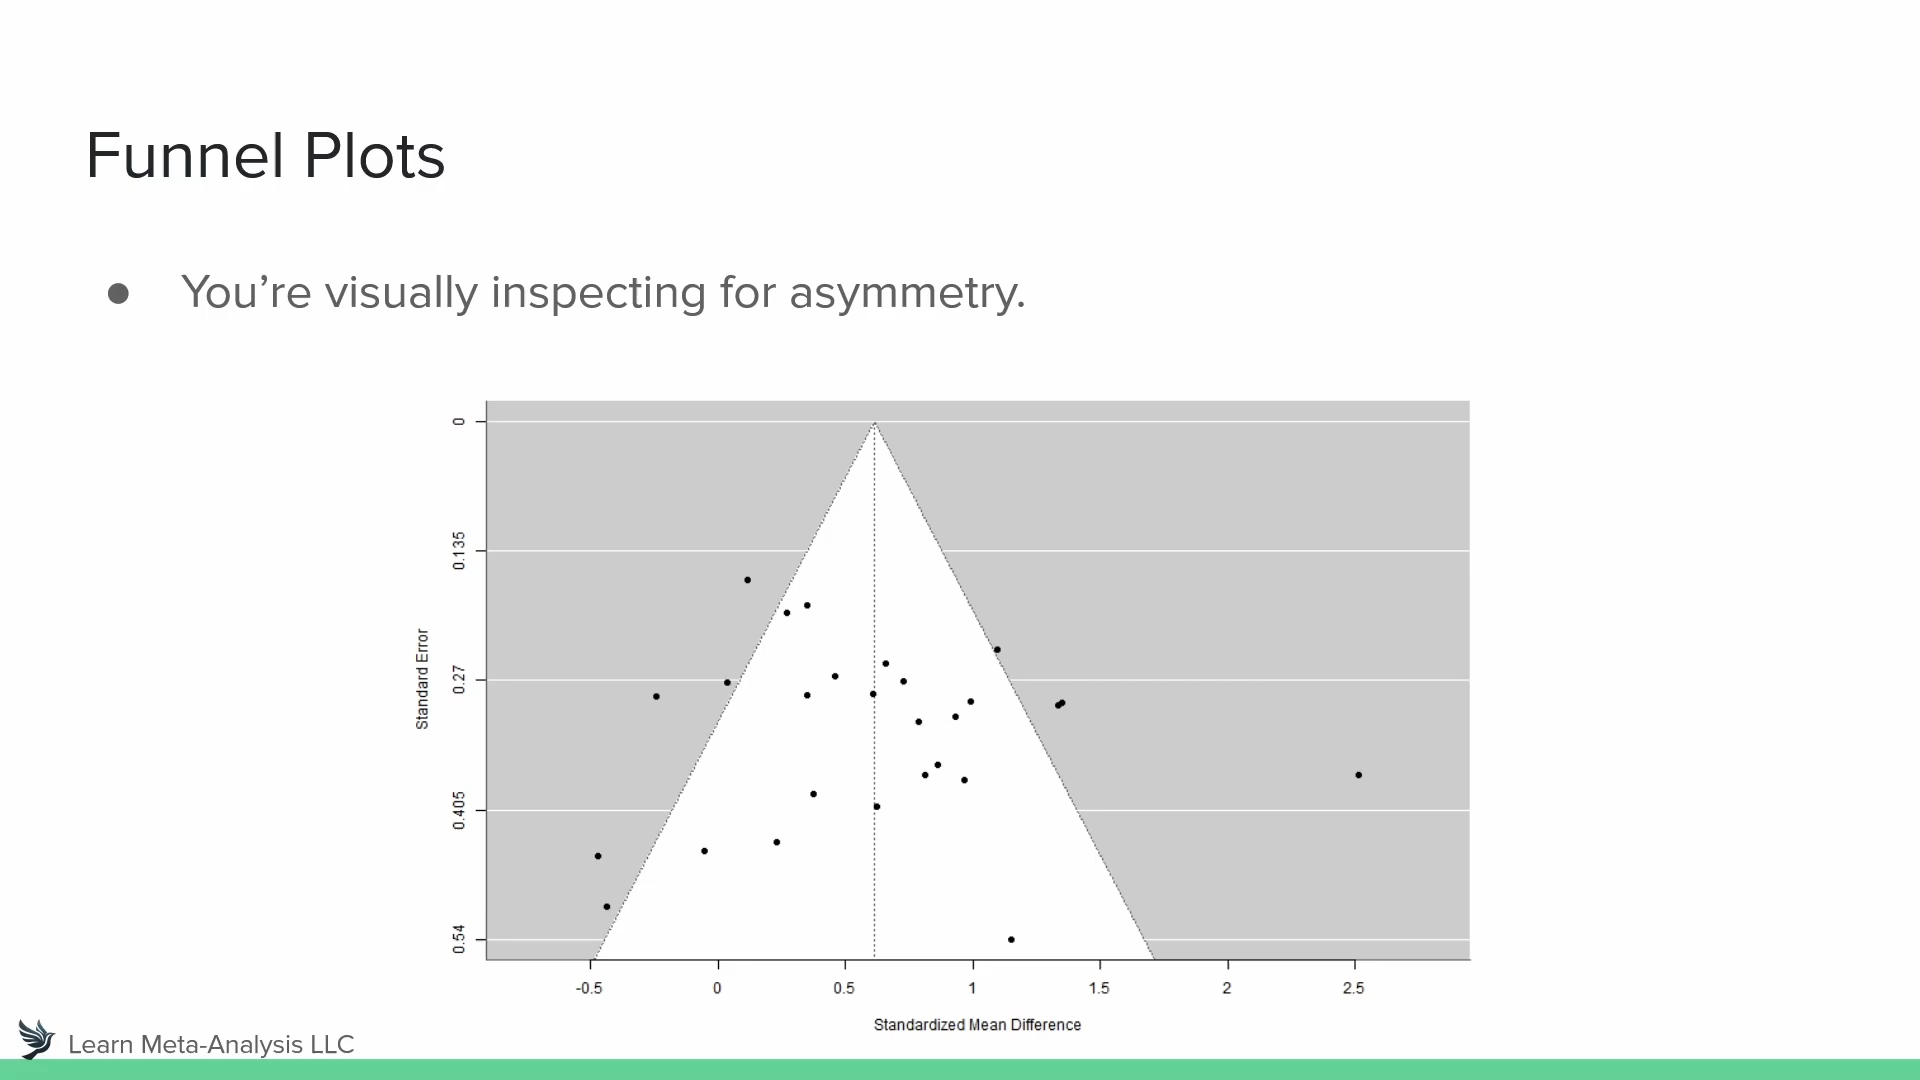 Funnel Plots
● You’re visually inspecting for asymmetry.
0
0.135
0.27
0.405
0.54
Standard Error
-0.5 0 0.5 1 1.5 2 2.5
Standardized Mean Difference
Learn Meta-Analysis LLC